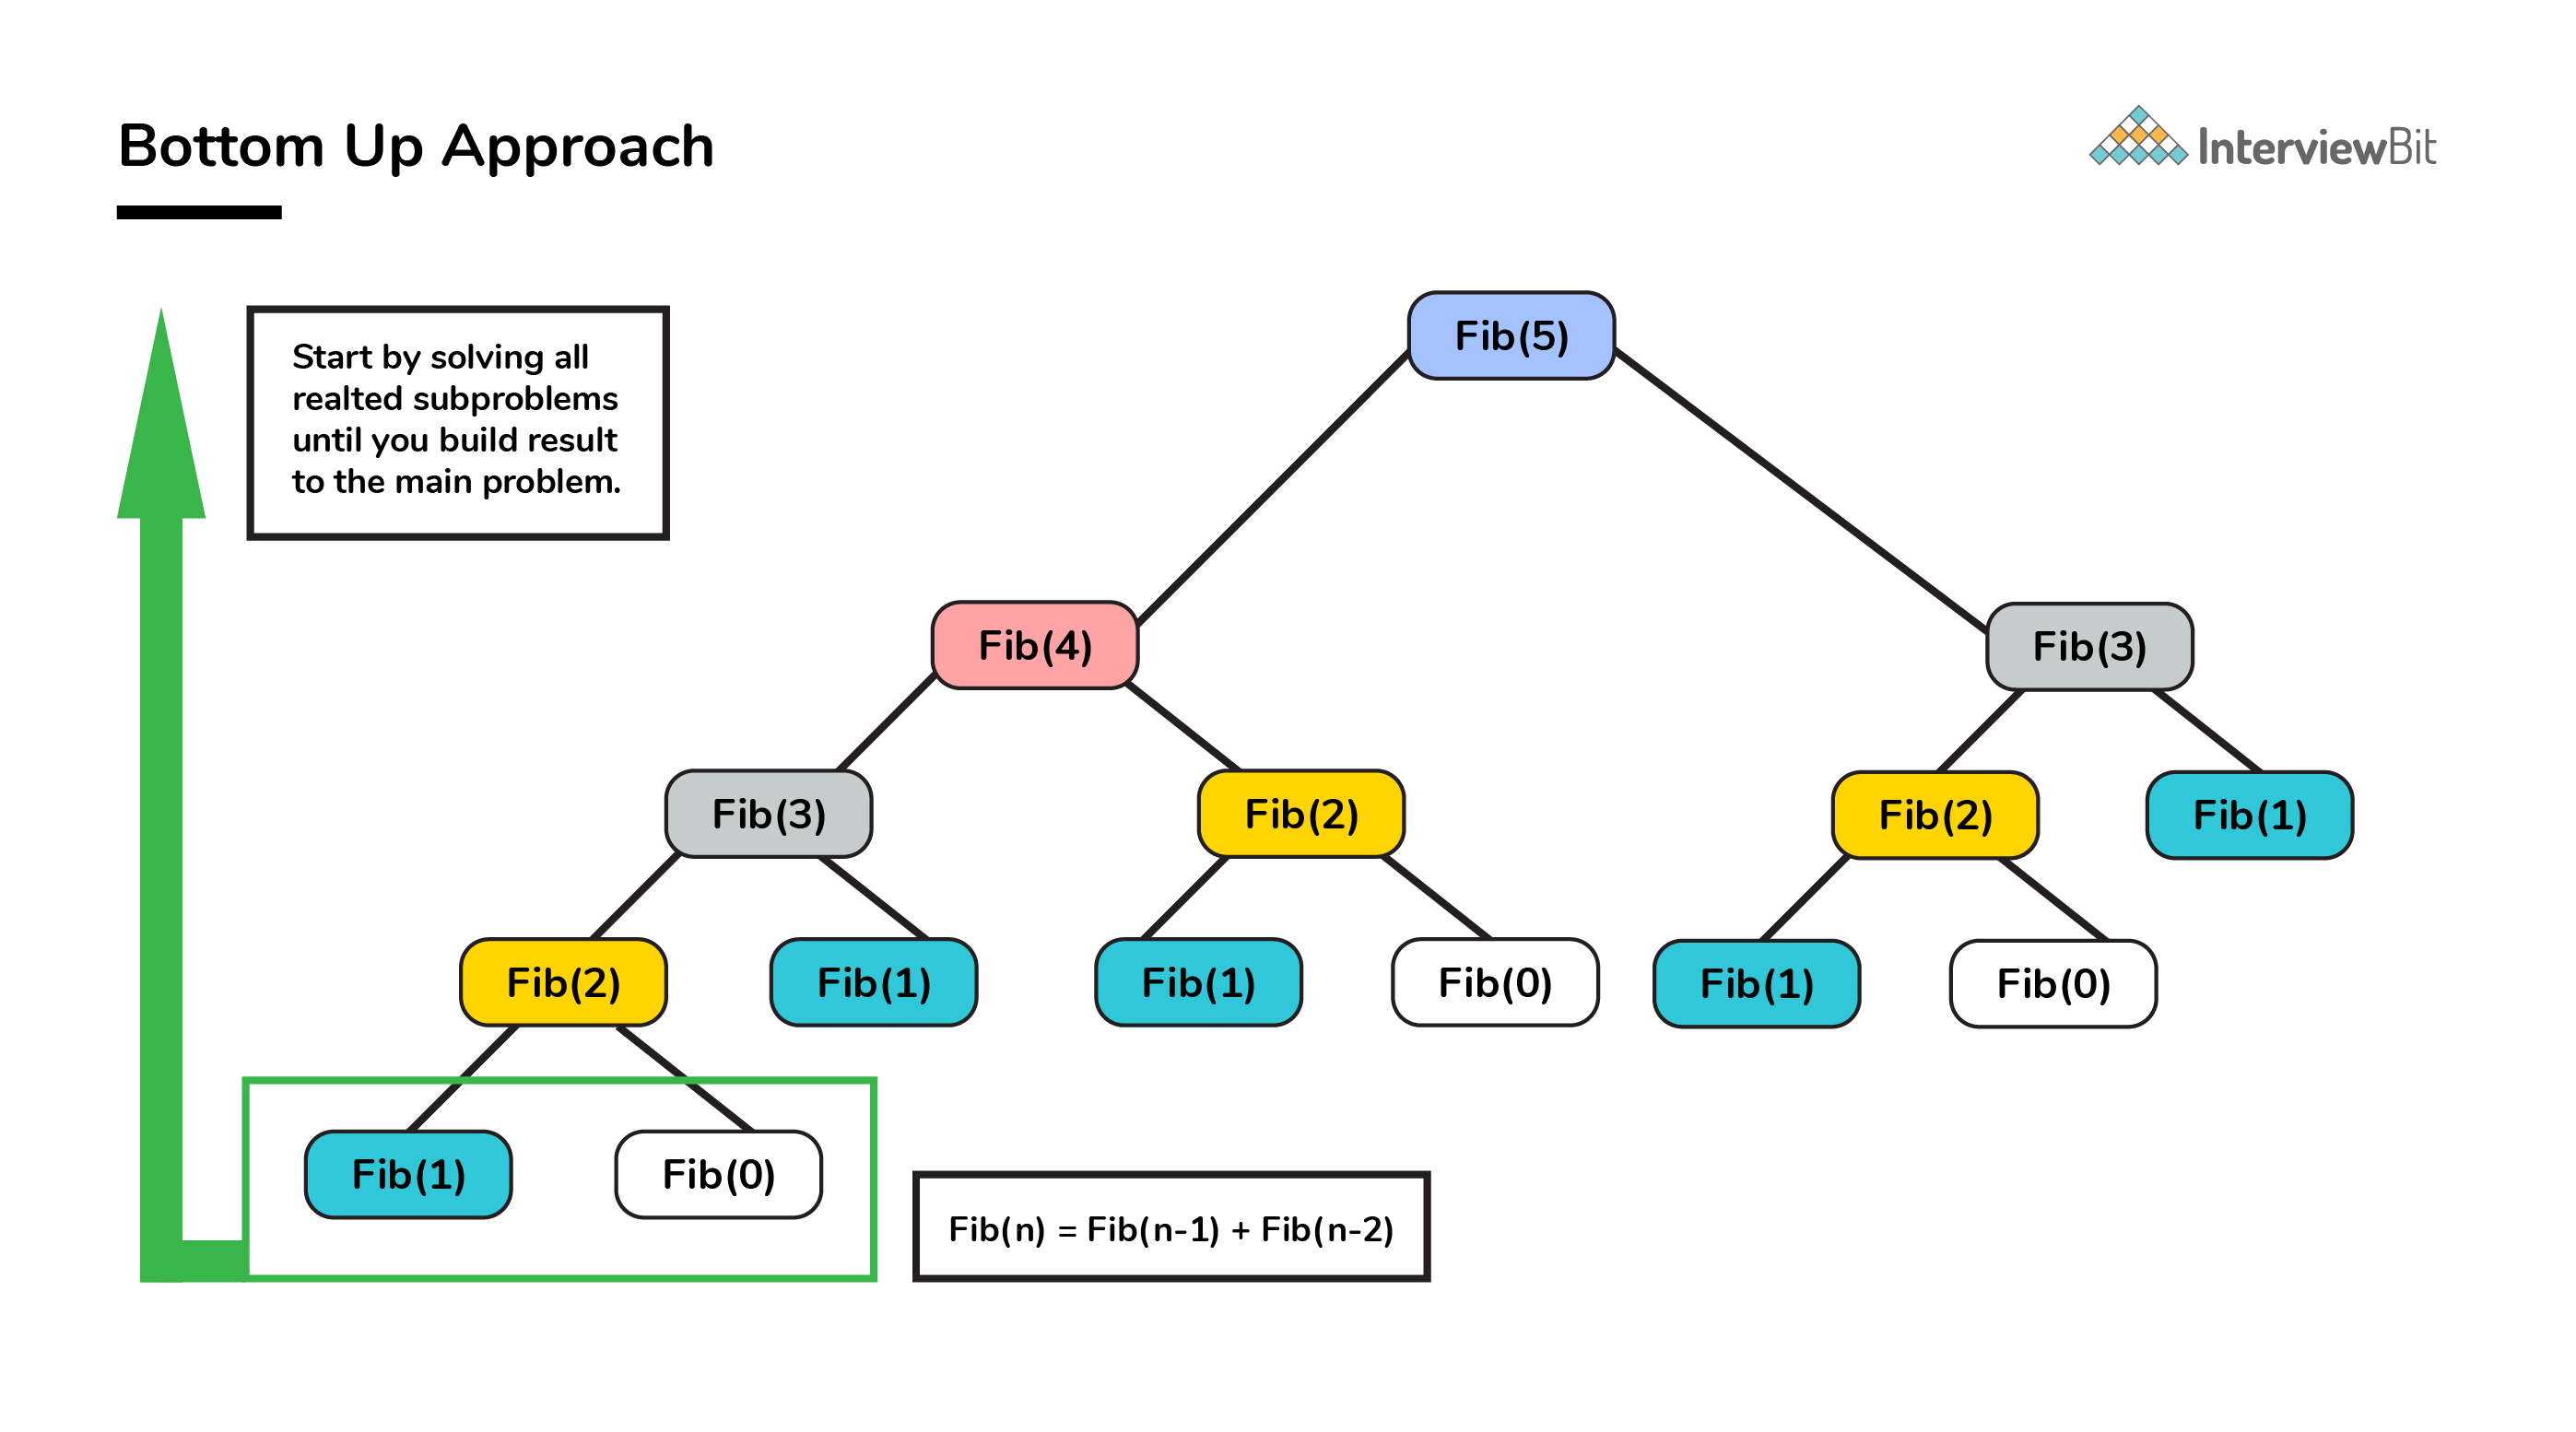 Bottom Up Approach
InterviewBit
Start by solving all
realted subproblems
until you build result
to the main problem.
Fib(5)
Fib(4)
Fib(3)
Fib(3)
Fib(2)
Fib(2)
Fib(1)
Fib(2)
Fib(1)
Fib(1)
Fib(0)
Fib(1)
Fib(0)
Fib(1)
Fib(0)
Fib(n) = Fib(n-1) + Fib(n-2)